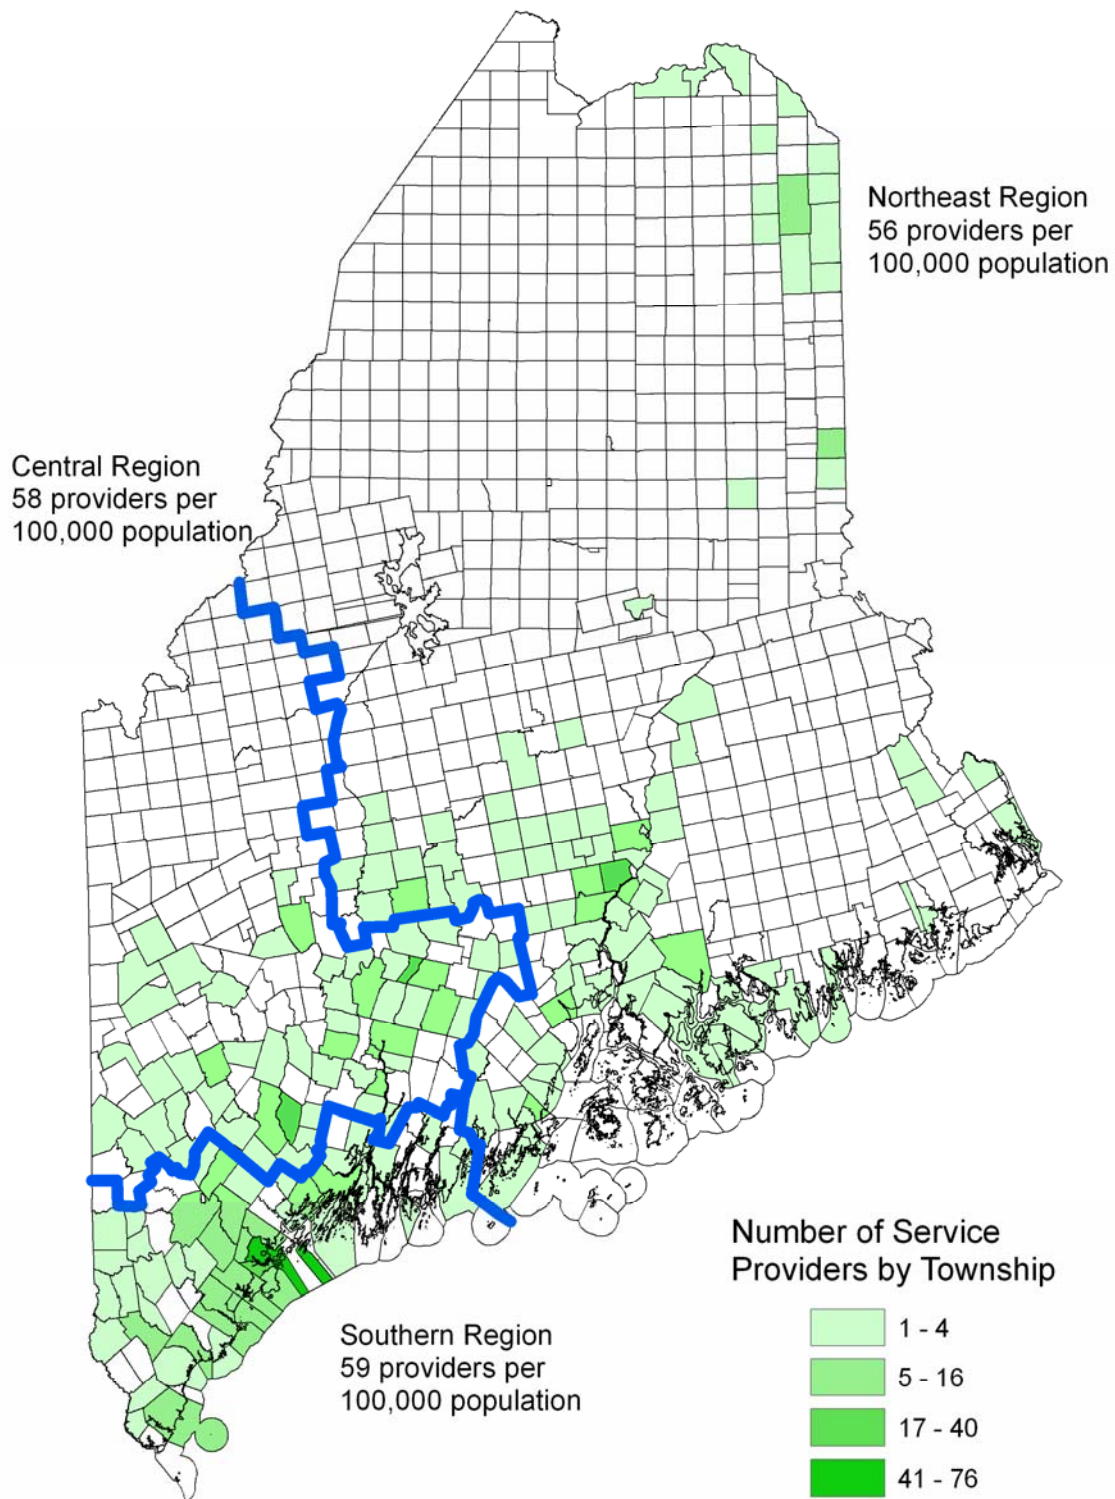 Northeast Region
56 providers per
100,000 population
Central Region
58 providers per
100,000 population
Southern Region
59 providers per
100,000 population
Number of Service
Providers by Township
1 - 4
5 - 16
17 - 40
41 - 76